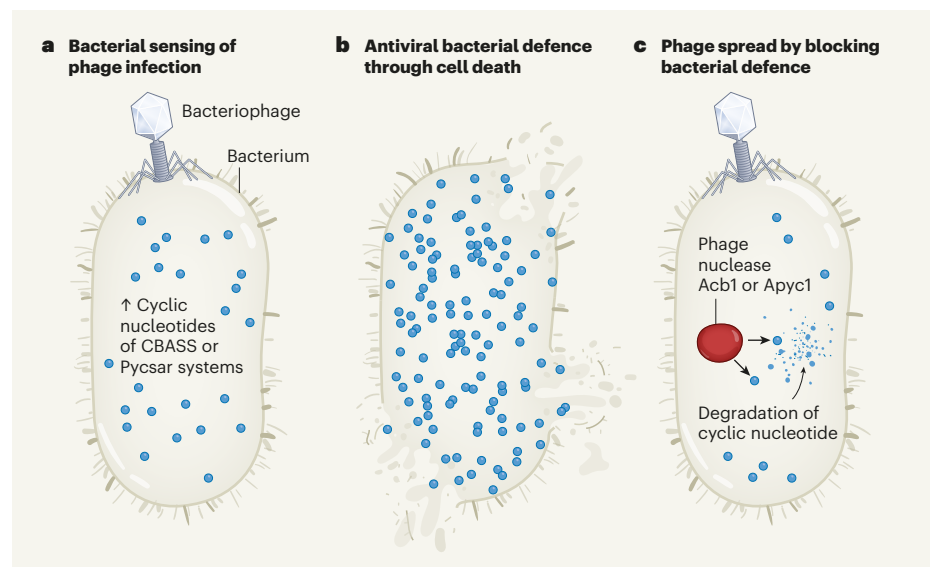 a Bacterial sensing of
phage infection
Bacteriophage
Bacterium
↑ Cyclic
nucleotides
of CBASS or
Pycsar systems
b Antiviral bacterial defence
through cell death
c Phage spread by blocking
bacterial defence
Phage
nuclease
Acb1 or Apyc1
Degradation of
cyclic nucleotide